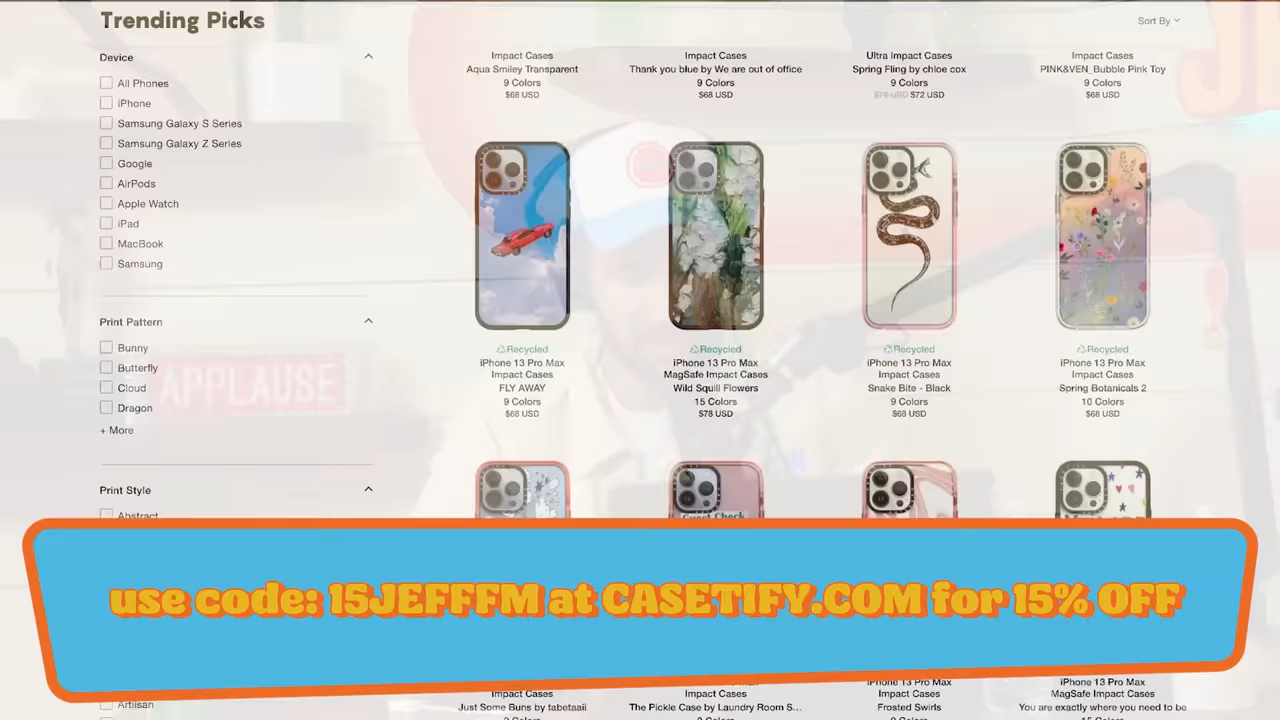 Trending Picks
Sort By
Device
All Phones
iPhone
Samsung Galaxy S Series
Samsung Galaxy Z Series
Google
AirPods
Apple Watch
iPad
MacBook
Samsung
Print Pattern
Bunny
Butterfly
Cloud
Dragon
+ More
Print Style
Abstract
Impact Cases
Aqua Smiley Transparent
9 Colors
$68 USD
Impact Cases
Thank you blue by We are out of office
9 Colors
$68 USD
Ultra Impact Cases
Spring Fling by chloe cox
9 Colors
$76 USD $72 USD
Impact Cases
PINK&VEN_Bubble Pink Toy
9 Colors
$68 USD
Recycled
iPhone 13 Pro Max
Impact Cases
FLY AWAY
9 Colors
$68 USD
Recycled
iPhone 13 Pro Max
MagSafe Impact Cases
Wild Squill Flowers
15 Colors
$78 USD
Recycled
iPhone 13 Pro Max
Impact Cases
Snake Bite - Black
9 Colors
$68 USD
Recycled
iPhone 13 Pro Max
Impact Cases
Spring Botanicals 2
10 Colors
$68 USD
APPLAUSE
Guest Check
use code: 15JEFFFM at CASETIFY.COM for 15% OFF
Artisan
Impact Cases
Just Some Buns by tabetaaii
Impact Cases
The Pickle Case by Laundry Room S...
iPhone 13 Pro Max
Impact Cases
Frosted Swirls
iPhone 13 Pro Max
MagSafe Impact Cases
You are exactly where you need to be